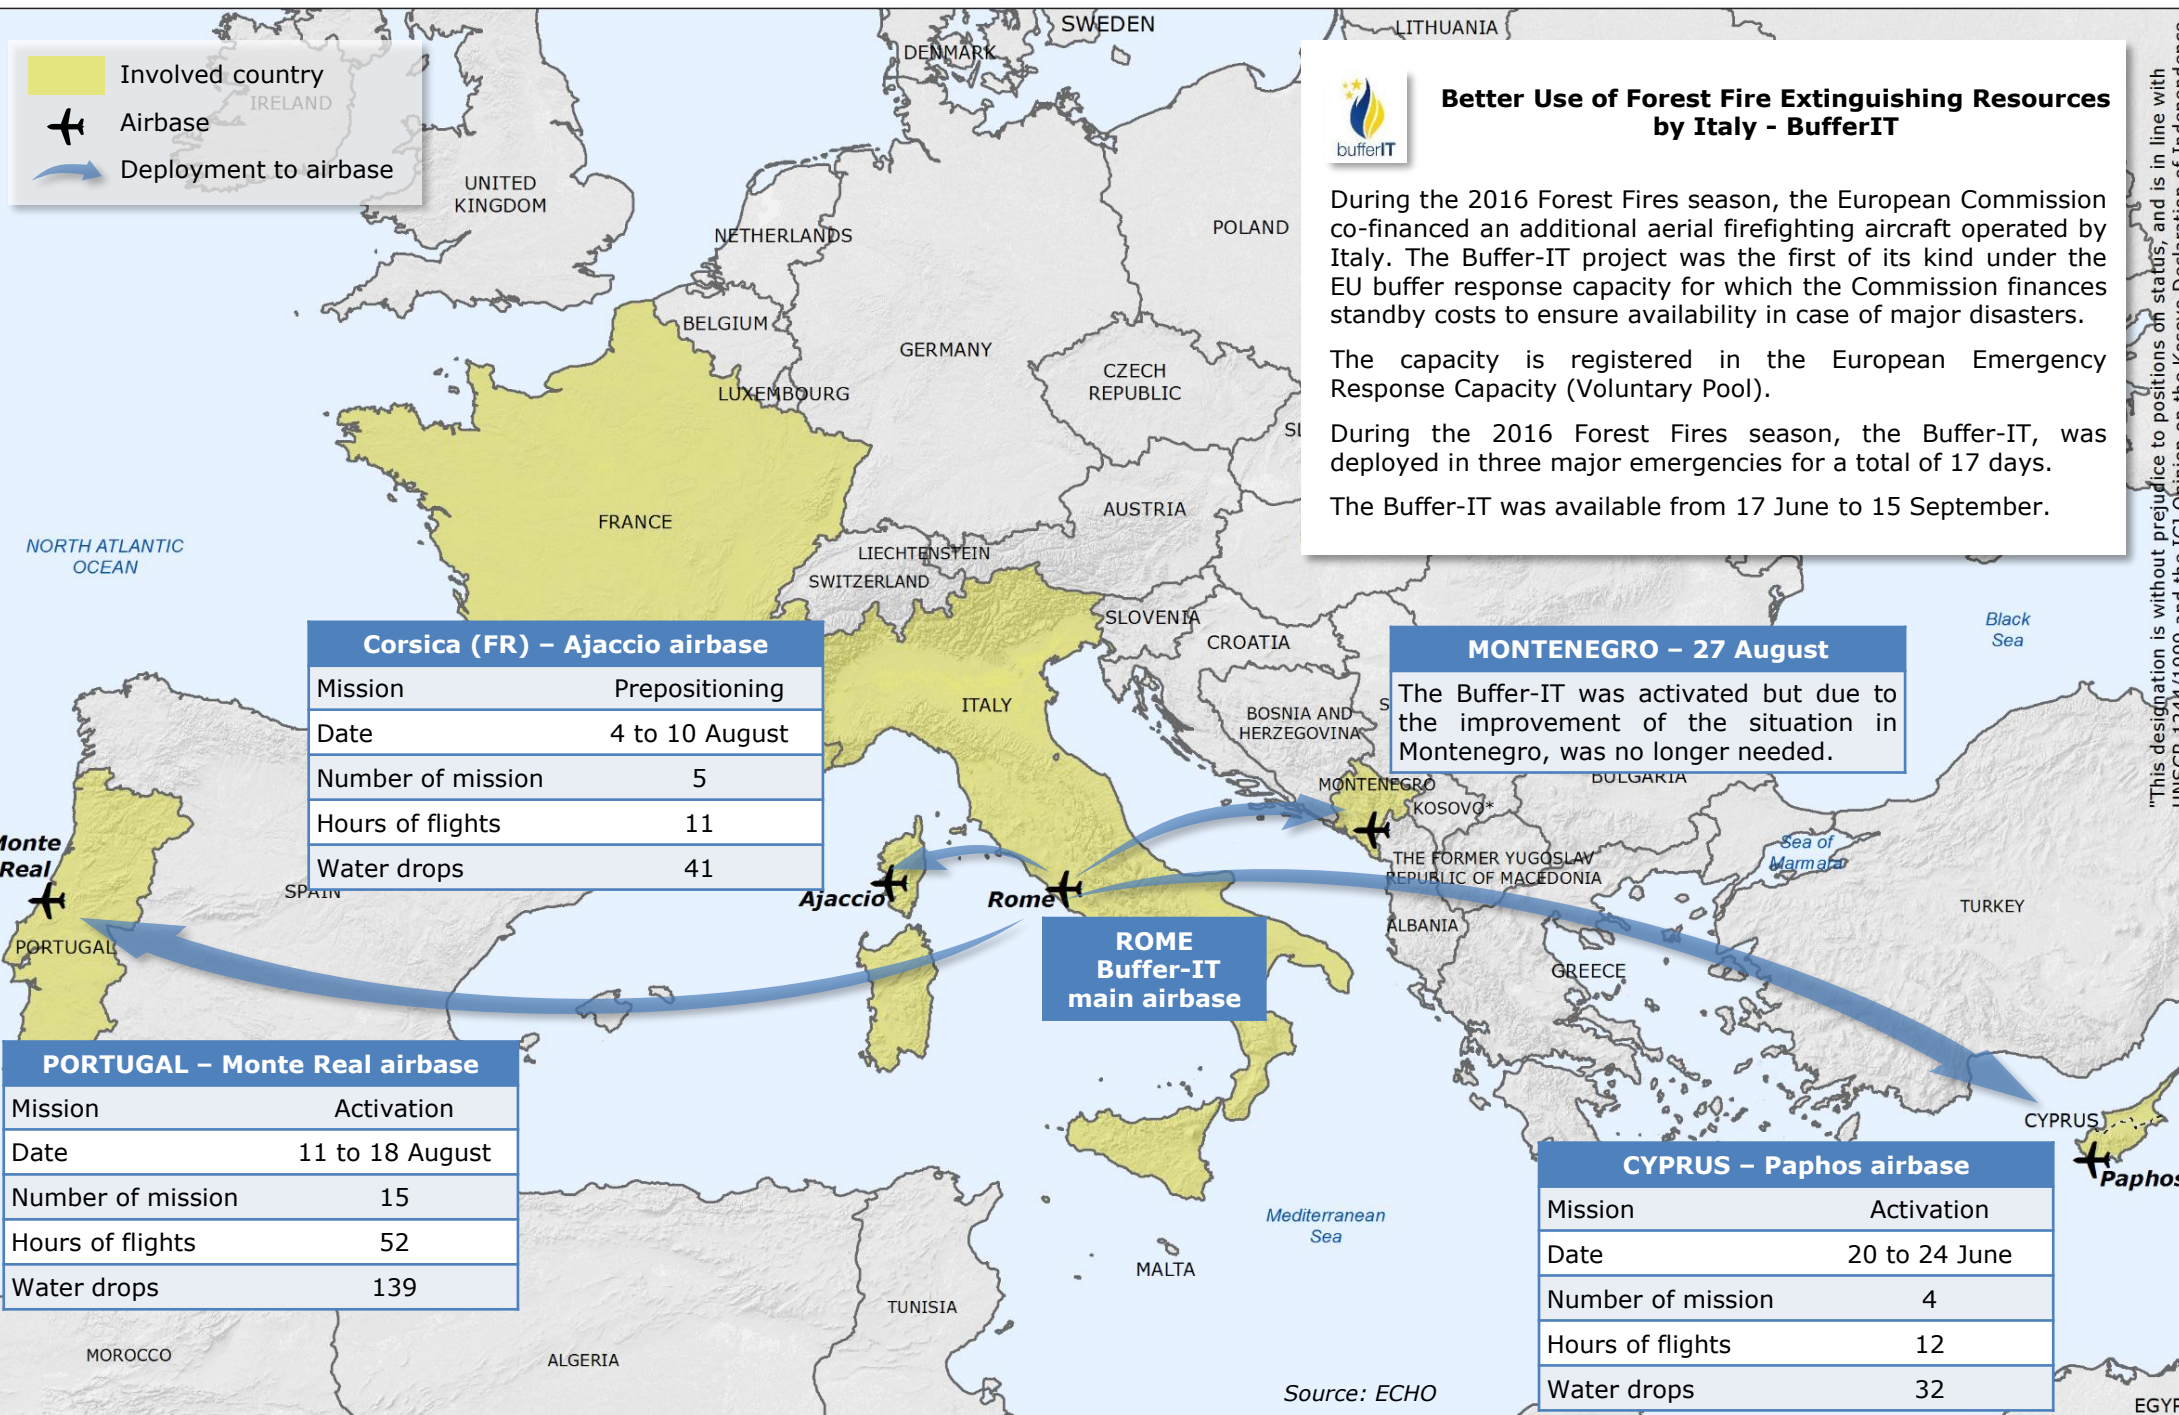 Involved country
Airbase
Deployment to airbase
bufferIT
Better Use of Forest Fire Extinguishing Resources
by Italy - BufferIT
During the 2016 Forest Fires season, the European Commission
co-financed an additional aerial firefighting aircraft operated by
Italy. The Buffer-IT project was the first of its kind under the
EU buffer response capacity for which the Commission finances
standby costs to ensure availability in case of major disasters.
The capacity is registered in the European Emergency
Response Capacity (Voluntary Pool).
During the 2016 Forest Fires season, the Buffer-IT, was
deployed in three major emergencies for a total of 17 days.
The Buffer-IT was available from 17 June to 15 September.
"This designation is without prejudice to positions on status, and is in line with
SWEDEN
LITHUANIA
DENMARK
IRELAND
UNITED
KINGDOM
NETHERLANDS
POLAND
BELGIUM
GERMANY
LUXEMBOURG
CZECH
REPUBLIC
FRANCE
AUSTRIA
LIECHTENSTEIN
SWITZERLAND
NORTH ATLANTIC
OCEAN
SLOVENIA
CROATIA
Black
Sea
ITALY
BOSNIA AND
HERZEGOVINA
Corsica (FR) – Ajaccio airbase
Mission Prepositioning
Date 4 to 10 August
Number of mission 5
Hours of flights 11
Water drops 41
MONTENEGRO – 27 August
The Buffer-IT was activated but due to
the improvement of the situation in
Montenegro, was no longer needed.
MONTENEGRO
BULGARIA
KOSOVO*
Sea of
Marmara
THE FORMER YUGOSLAV
REPUBLIC OF MACEDONIA
Monte
Real
SPAIN
Ajaccio
Rome
ALBANIA
TURKEY
PORTUGAL
GREECE
ROME
Buffer-IT
main airbase
PORTUGAL – Monte Real airbase
Mission Activation
Date 11 to 18 August
Number of mission 15
Hours of flights 52
Water drops 139
CYPRUS
Paphos
CYPRUS – Paphos airbase
Mission Activation
Date 20 to 24 June
Number of mission 4
Hours of flights 12
Water drops 32
Mediterranean
Sea
MALTA
TUNISIA
MOROCCO
ALGERIA
Source: ECHO